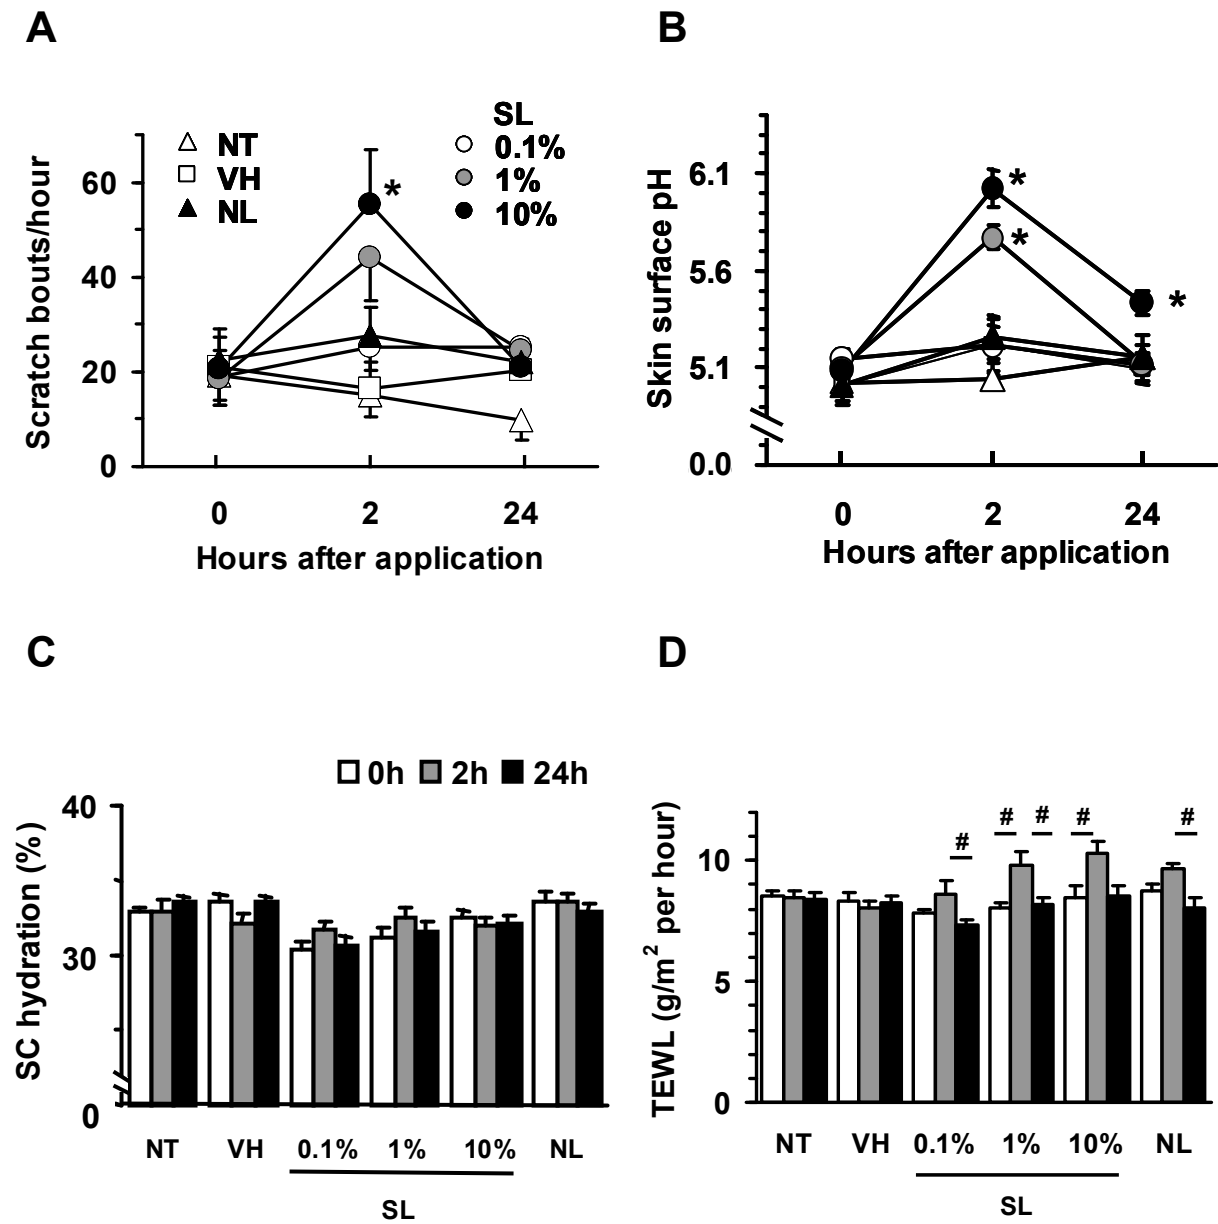 A
Scratch bouts/hour
60
40
20
0
NT
VH
NL
SL
0.1%
1%
10%
*
0
2
24
Hours after application
B
Skin surface pH
6.1
5.6
5.1
0.0
*
*
*
0
2
24
Hours after application
C
SC hydration (%)
0h 2h 24h
40
30
0
NT VH 0.1% 1% 10% NL
SL
D
TEWL (g/m² per hour)
10
5
0
# # # # #
NT VH 0.1% 1% 10% NL
SL